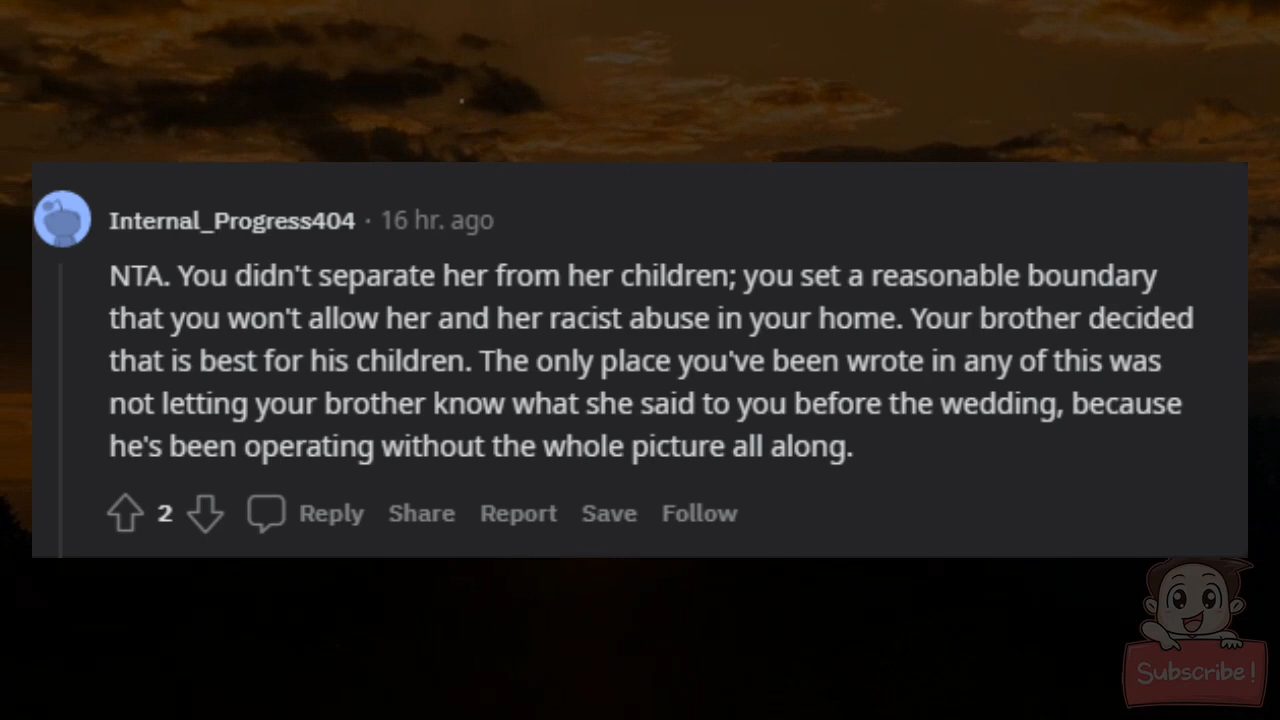 Internal_Progress404 · 16 hr. ago
NTA. You didn't separate her from her children; you set a reasonable boundary
that you won't allow her and her racist abuse in your home. Your brother decided
that is best for his children. The only place you've been wrote in any of this was
not letting your brother know what she said to you before the wedding, because
he's been operating without the whole picture all along.
2 Reply Share Report Save Follow
Subscribe!